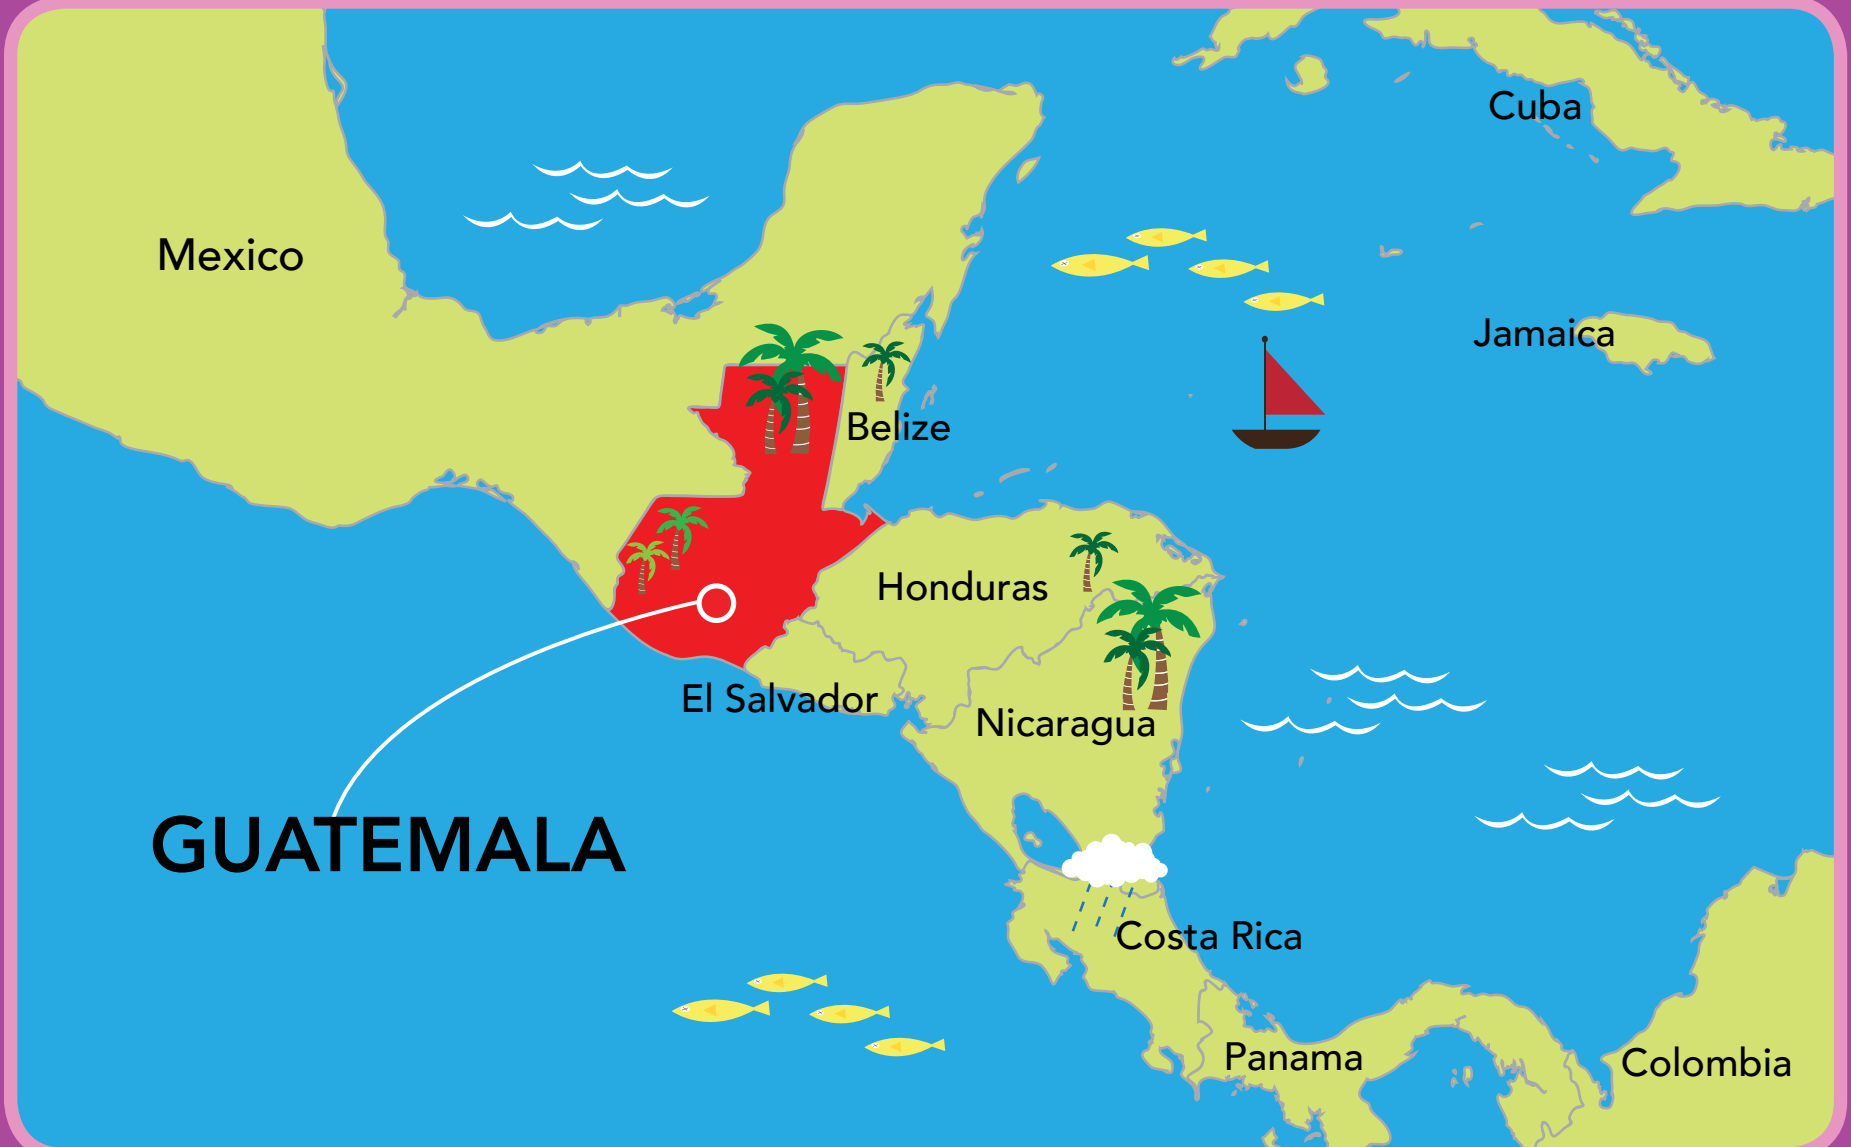 Cuba
Mexico
Jamaica
Belize
Honduras
El Salvador
Nicaragua
GUATEMALA
Costa Rica
Panama
Colombia